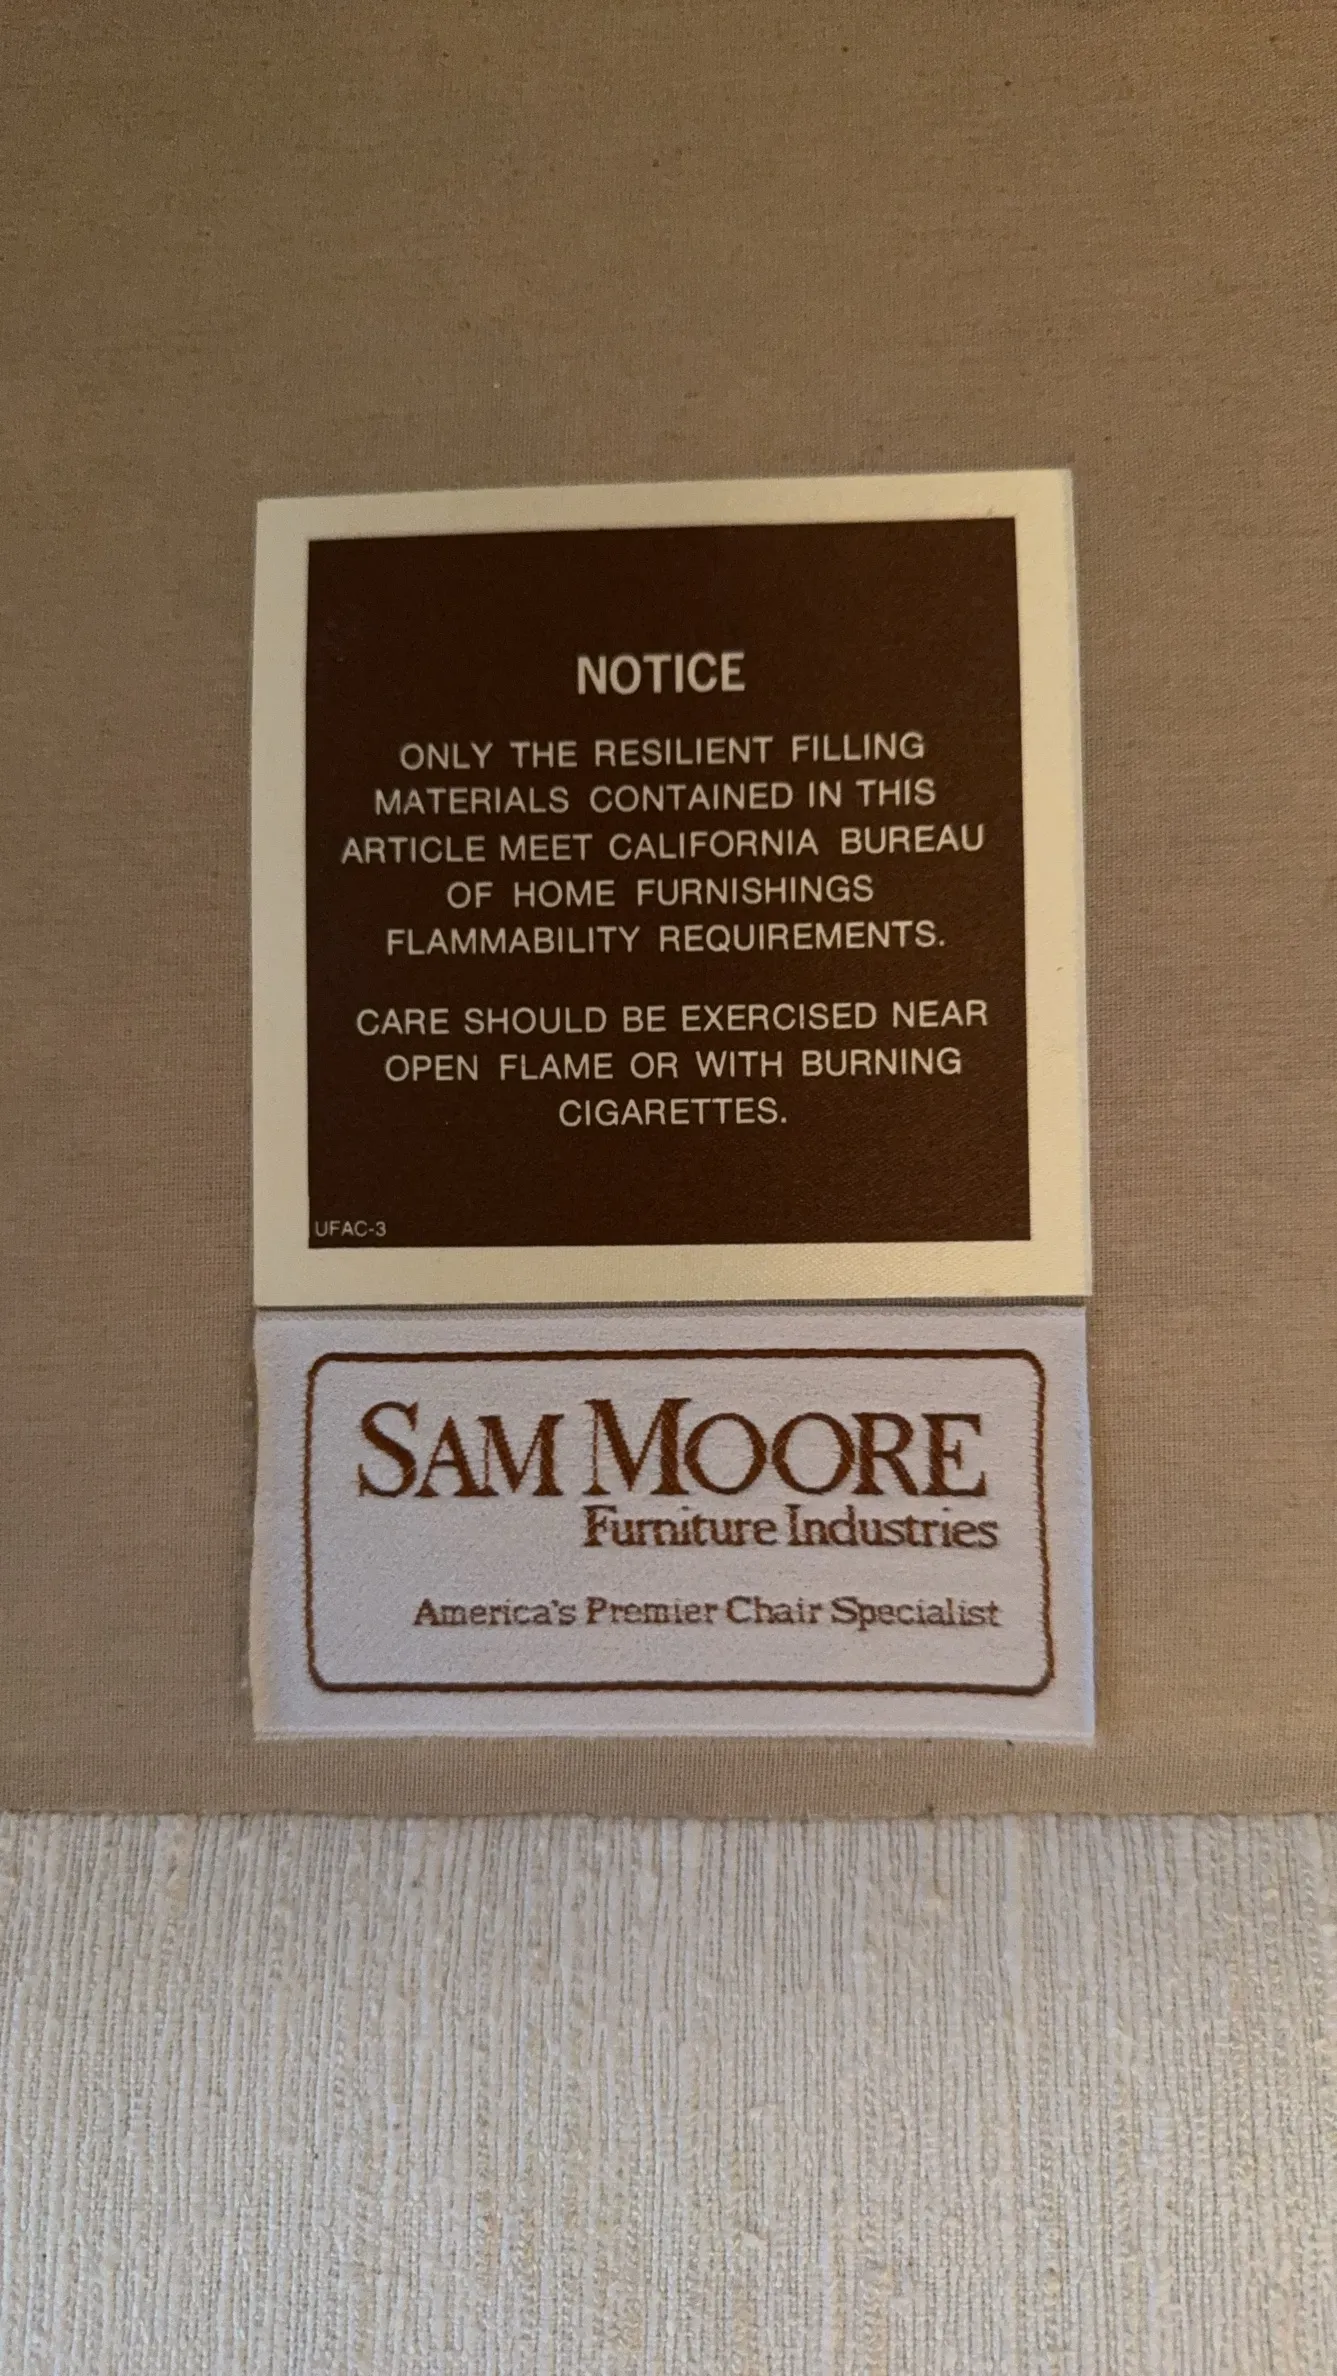 NOTICE
ONLY THE RESILIENT FILLING
MATERIALS CONTAINED IN THIS
ARTICLE MEET CALIFORNIA BUREAU
OF HOME FURNISHINGS
FLAMMABILITY REQUIREMENTS.
CARE SHOULD BE EXERCISED NEAR
OPEN FLAME OR WITH BURNING
CIGARETTES.
UFAC-3
SAM MOORE
Furniture Industries
America's Premier Chair Specialist